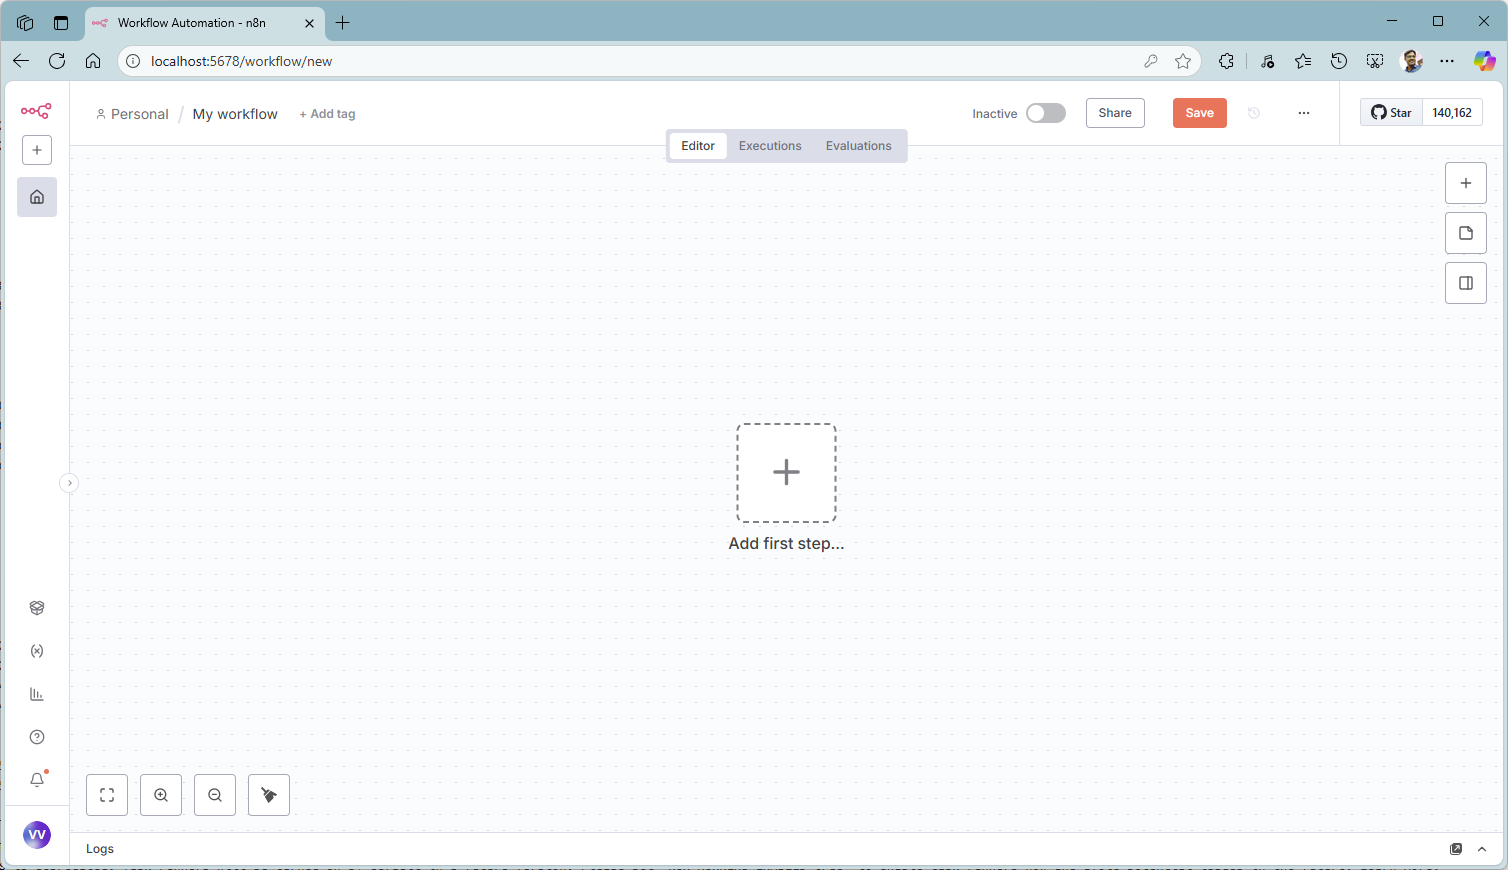 Workflow Automation - n8n
localhost:5678/workflow/new
Personal / My workflow + Add tag
Inactive Share Save Star 140,162
Editor Executions Evaluations
Add first step...
VV
Logs